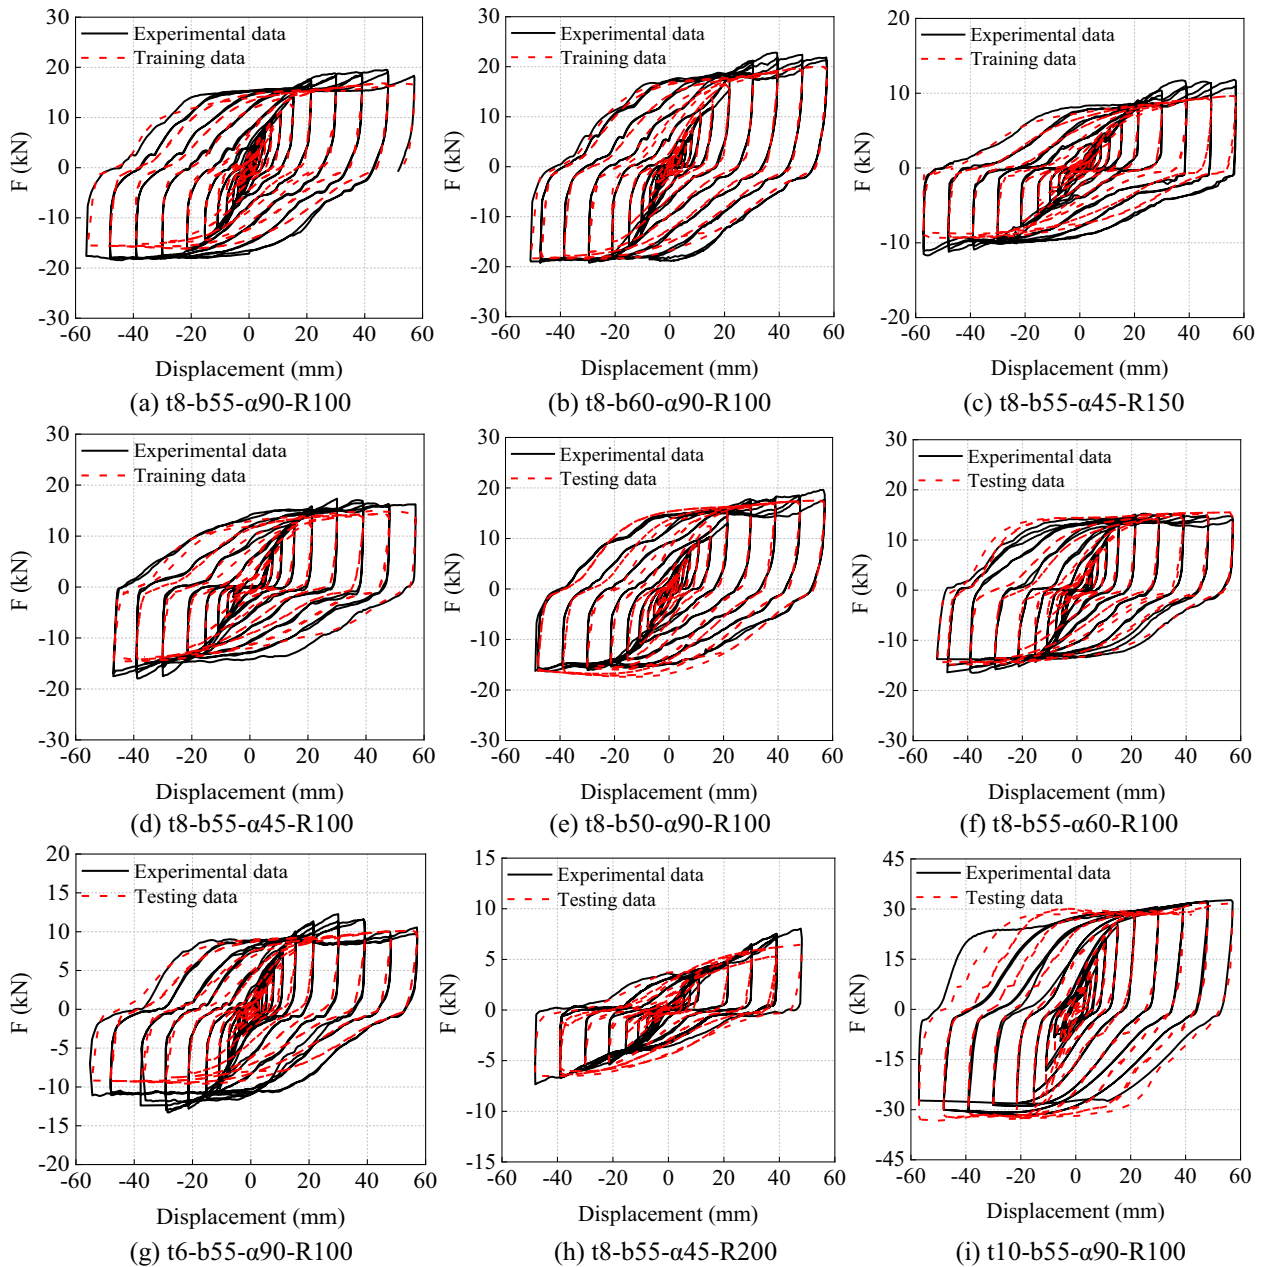 30
20
10
0
-10
-20
-30
F (kN)
Experimental data
Training data
-60 -40 -20 0 20 40 60
Displacement (mm)
(a) t8-b55-α90-R100
30
20
10
0
-10
-20
-30
F (kN)
Experimental data
Training data
-60 -40 -20 0 20 40 60
Displacement (mm)
(b) t8-b60-α90-R100
20
10
0
-10
-20
F (kN)
Experimental data
Training data
-60 -40 -20 0 20 40 60
Displacement (mm)
(c) t8-b55-α45-R150
30
20
10
0
-10
-20
-30
F (kN)
Experimental data
Training data
-60 -40 -20 0 20 40 60
Displacement (mm)
(d) t8-b55-α45-R100
30
20
10
0
-10
-20
-30
F (kN)
Experimental data
Testing data
-60 -40 -20 0 20 40 60
Displacement (mm)
(e) t8-b50-α90-R100
30
20
10
0
-10
-20
-30
F (kN)
Experimental data
Testing data
-60 -40 -20 0 20 40 60
Displacement (mm)
(f) t8-b55-α60-R100
20
15
10
5
0
-5
-10
-15
-20
F (kN)
Experimental data
Testing data
-60 -40 -20 0 20 40 60
Displacement (mm)
(g) t6-b55-α90-R100
15
10
5
0
-5
-10
-15
F (kN)
Experimental data
Testing data
-60 -40 -20 0 20 40 60
Displacement (mm)
(h) t8-b55-α45-R200
45
30
15
0
-15
-30
-45
F (kN)
Experimental data
Testing data
-60 -40 -20 0 20 40 60
Displacement (mm)
(i) t10-b55-α90-R100